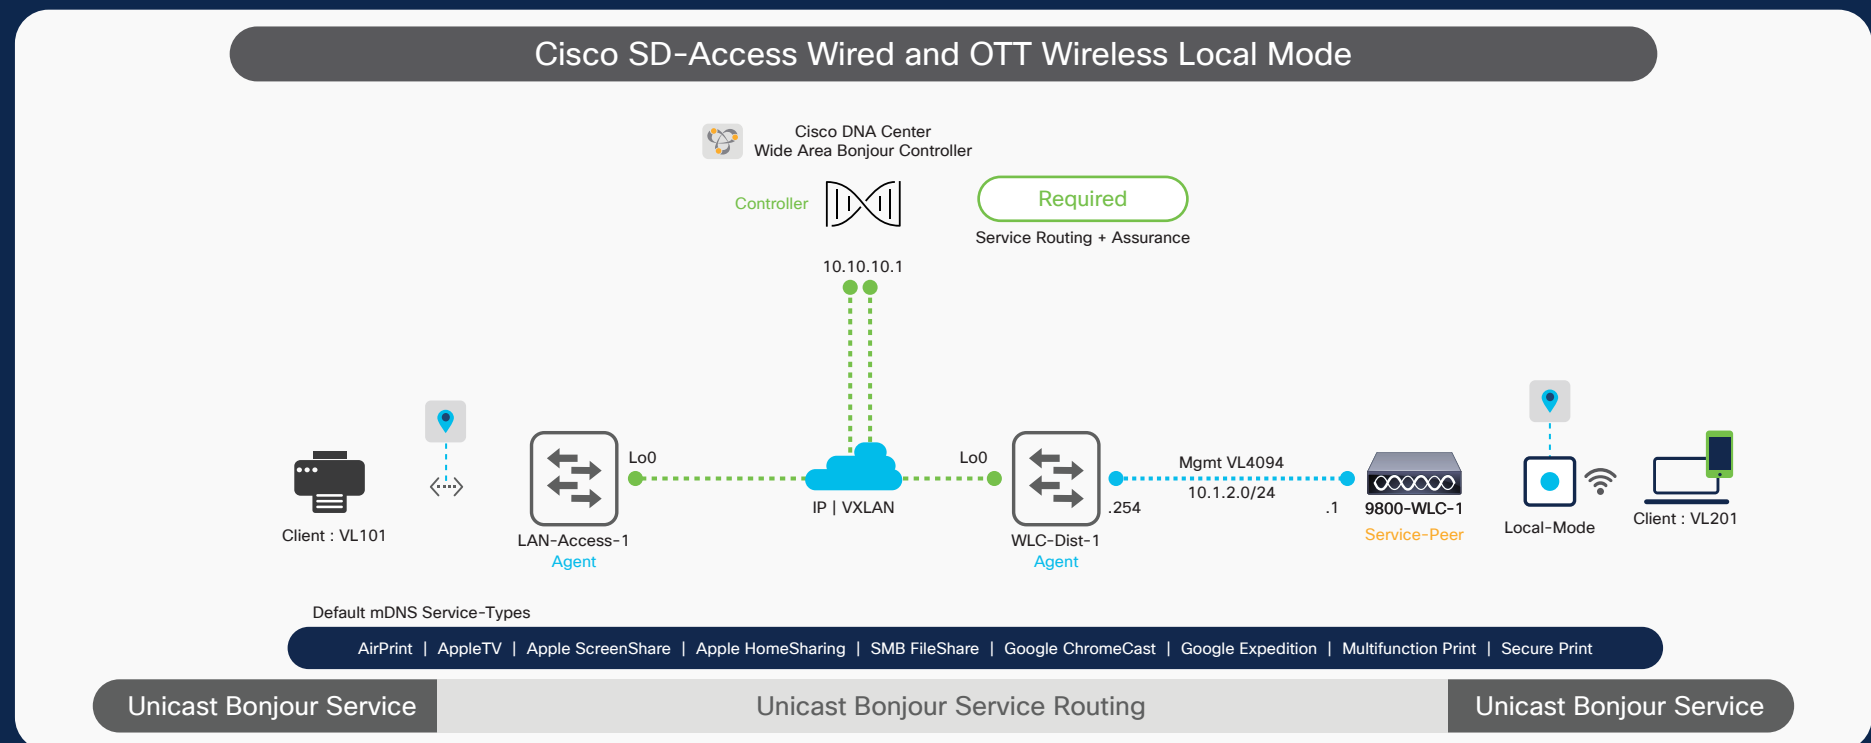 Cisco SD-Access Wired and OTT Wireless Local Mode
Cisco DNA Center
Wide Area Bonjour Controller
Controller
Required
Service Routing + Assurance
10.10.10.1
Lo0
Lo0
Mgmt VL4094
10.1.2.0/24
IP | VXLAN
.254
.1
9800-WLC-1
Service-Peer
Local-Mode
Client : VL201
Client : VL101
LAN-Access-1
Agent
WLC-Dist-1
Agent
Default mDNS Service-Types
AirPrint | AppleTV | Apple ScreenShare | Apple HomeSharing | SMB FileShare | Google ChromeCast | Google Expedition | Multifunction Print | Secure Print
Unicast Bonjour Service
Unicast Bonjour Service Routing
Unicast Bonjour Service